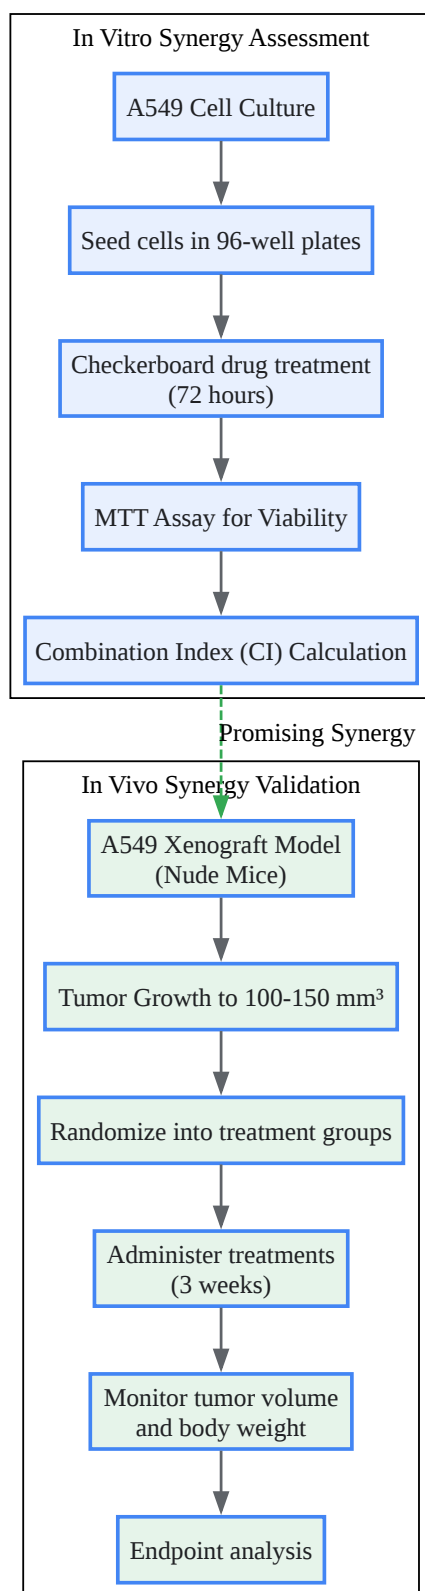 In Vitro Synergy Assessment
A549 Cell Culture
Seed cells in 96-well plates
Checkerboard drug treatment
(72 hours)
MTT Assay for Viability
Combination Index (CI) Calculation
Promising Synergy
In Vivo Synergy Validation
A549 Xenograft Model
(Nude Mice)
Tumor Growth to 100-150 mm³
Randomize into treatment groups
Administer treatments
(3 weeks)
Monitor tumor volume
and body weight
Endpoint analysis